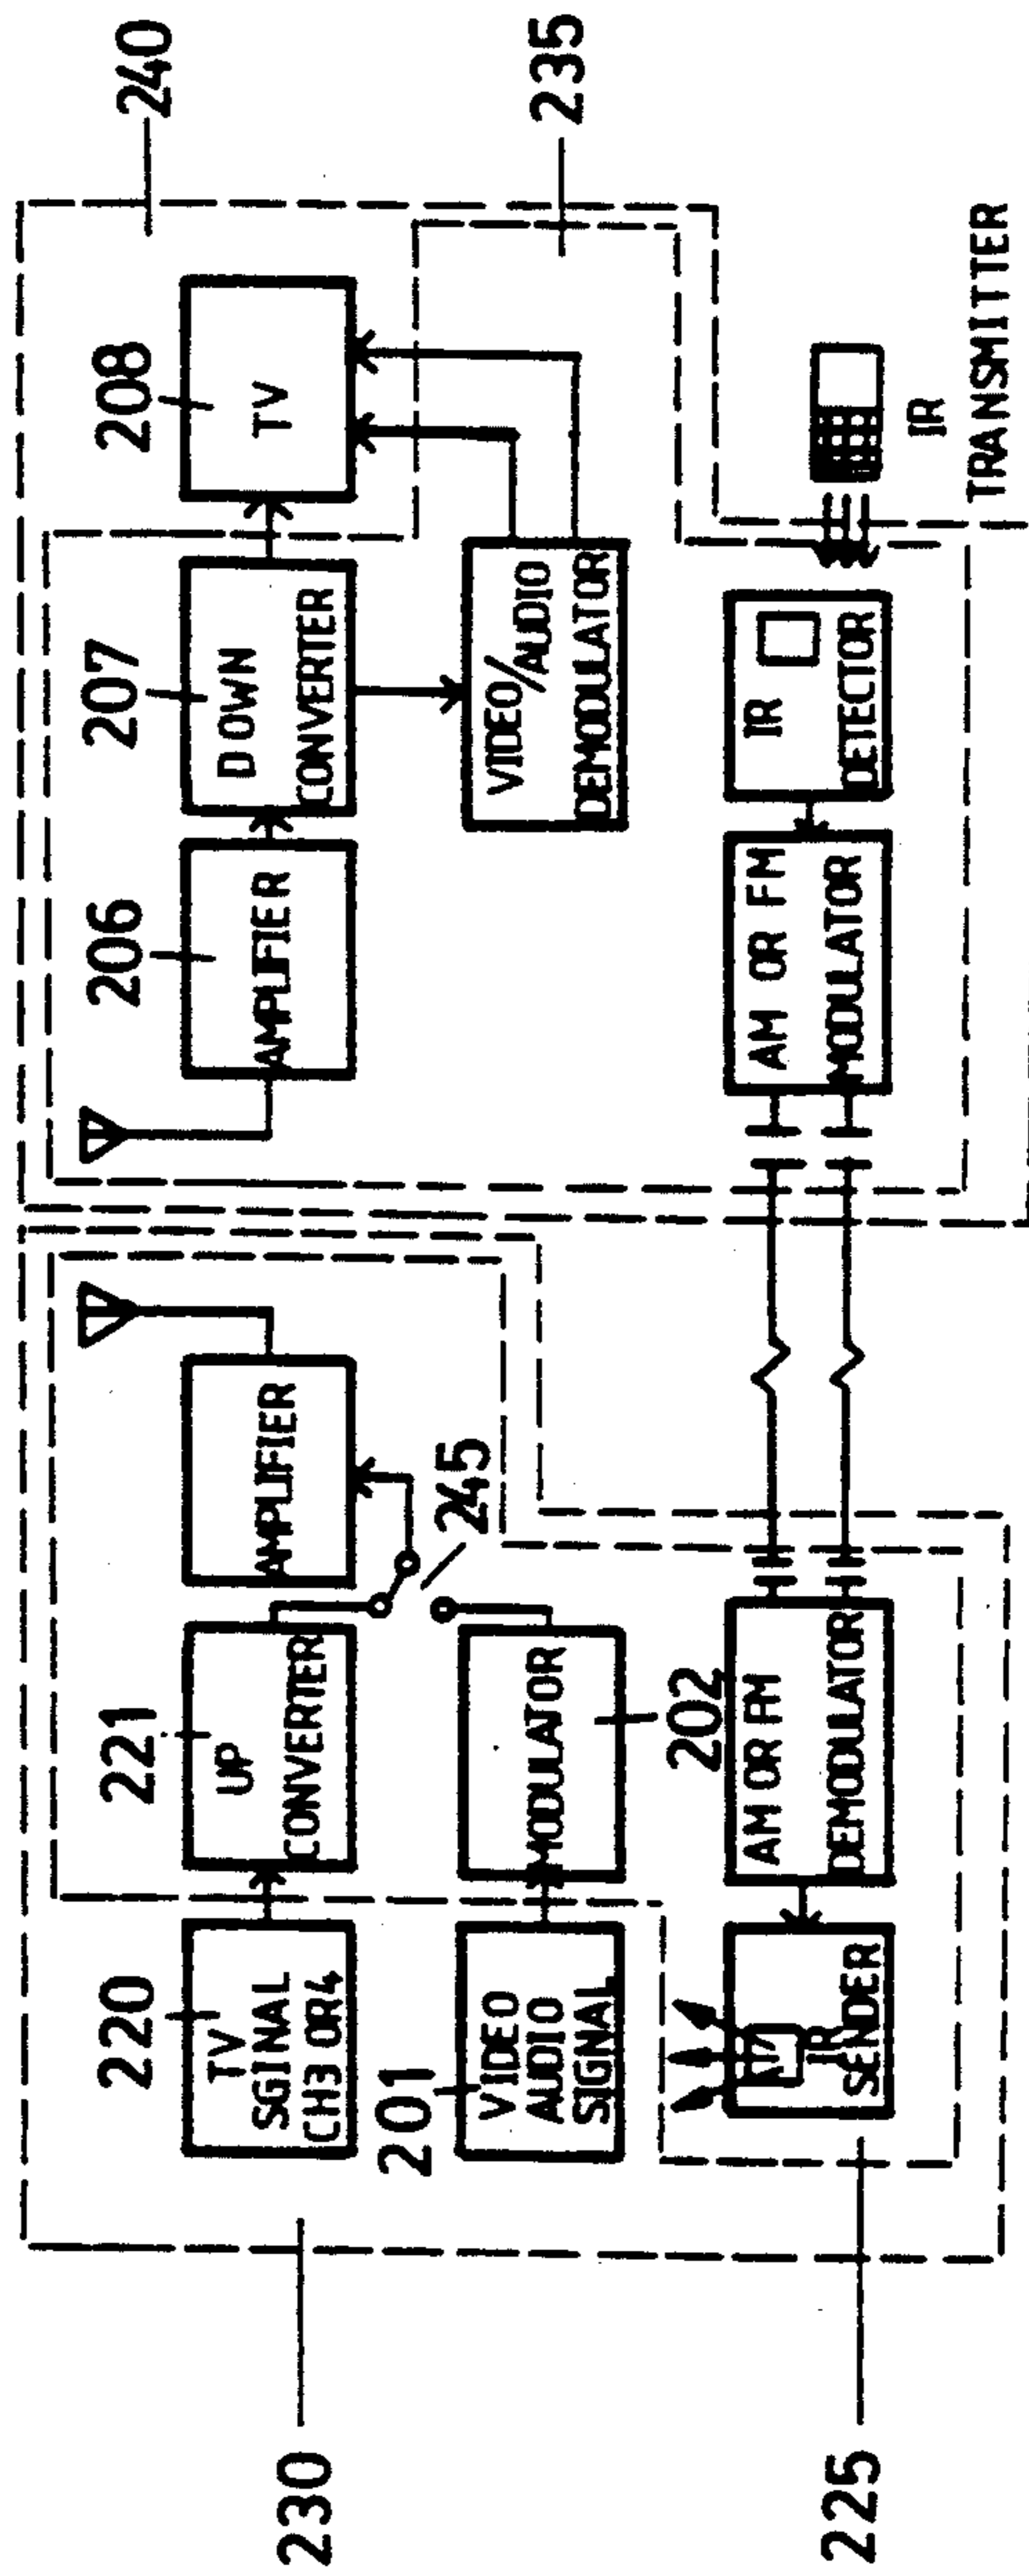 240
235
208
TV
207
DOWN
CONVERTER
206
AMPLIFIER
VIDEO/AUDIO
DEMODULATOR
IR
TRANSMITTER
IR
DETECTOR
AM OR FM
MODULATOR
AMPLIFIER
245
221
UP
CONVERTER
MODULATOR
202
AM OR FM
DEMODULATOR
220
TV
SGINAL
CH3 OR4
201
VIDEO
AUDIO
SIGNAL
IR
SENDER
230
225